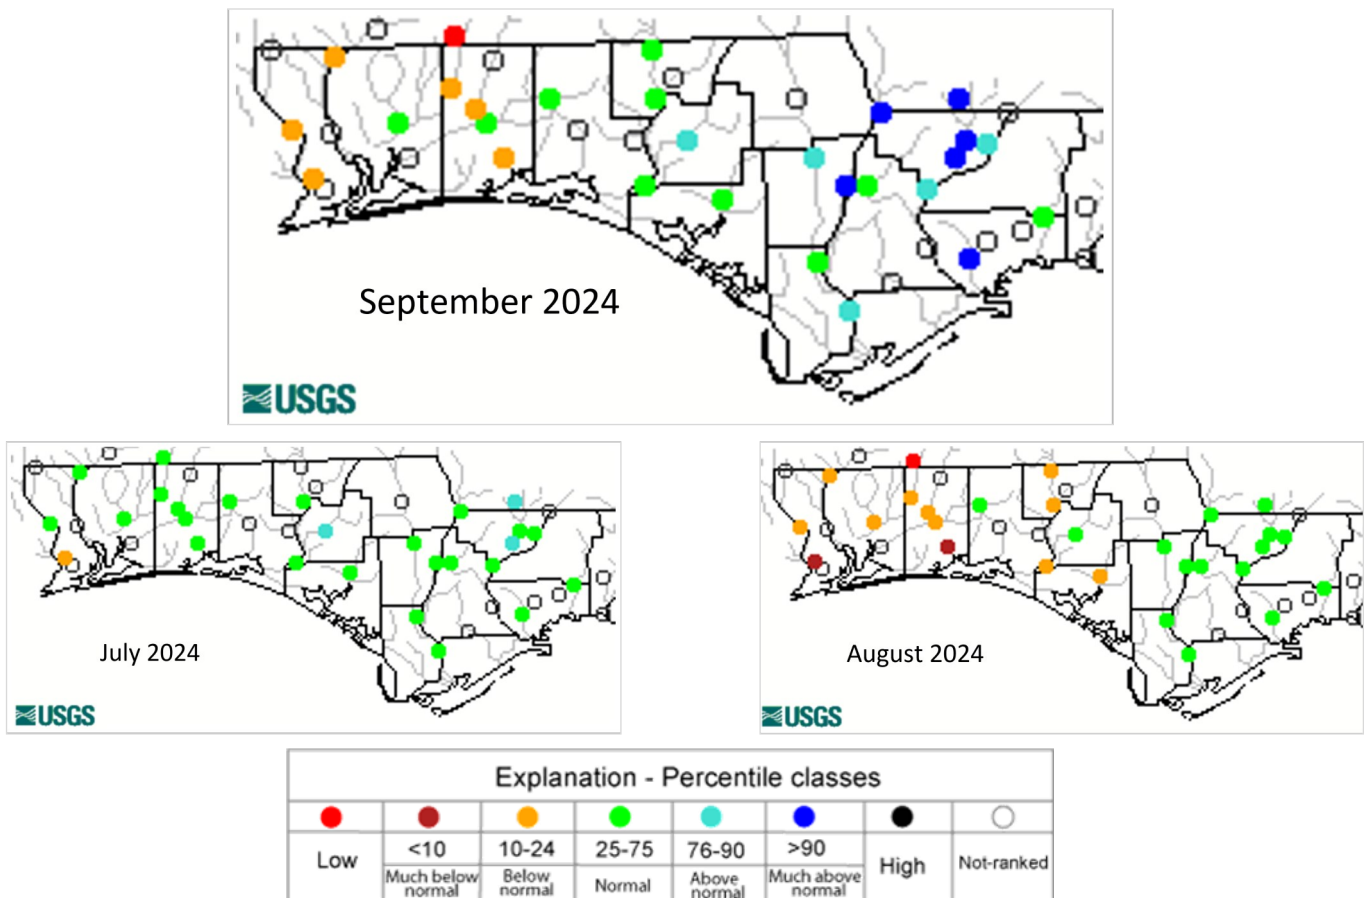 September 2024
USGS
July 2024
USGS
August 2024
USGS
Explanation - Percentile classes
Low
<10
10-24
25-75
76-90
>90
High
Not-ranked
Much below
normal
Below
normal
Normal
Above
normal
Much above
normal